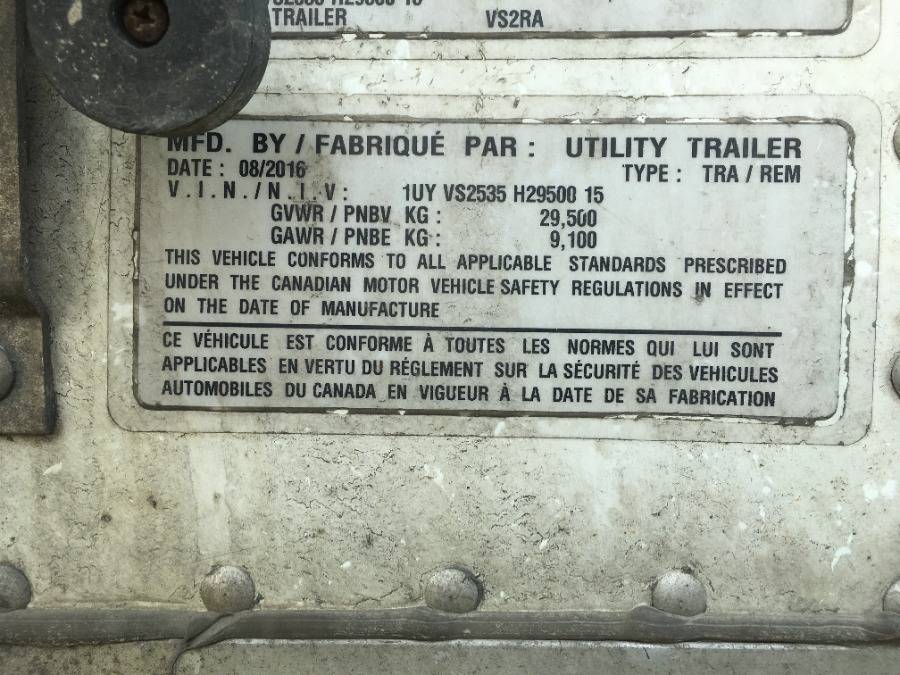 TRAILER VS2RA
MFD. BY / FABRIQUÉ PAR : UTILITY TRAILER
DATE : 08/2016 TYPE : TRA / REM
V.I.N./N.I.V: 1UY VS2535 H29500 15
GVWR / PNBV KG : 29,500
GAWR / PNBE KG : 9,100
THIS VEHICLE CONFORMS TO ALL APPLICABLE STANDARDS PRESCRIBED
UNDER THE CANADIAN MOTOR VEHICLE SAFETY REGULATIONS IN EFFECT
ON THE DATE OF MANUFACTURE
CE VÉHICULE EST CONFORME À TOUTES LES NORMES QUI LUI SONT
APPLICABLES EN VERTU DU RÉGLEMENT SUR LA SÉCURITÉ DES VEHICULES
AUTOMOBILES DU CANADA EN VIGUEUR À LA DATE DE SA FABRICATION